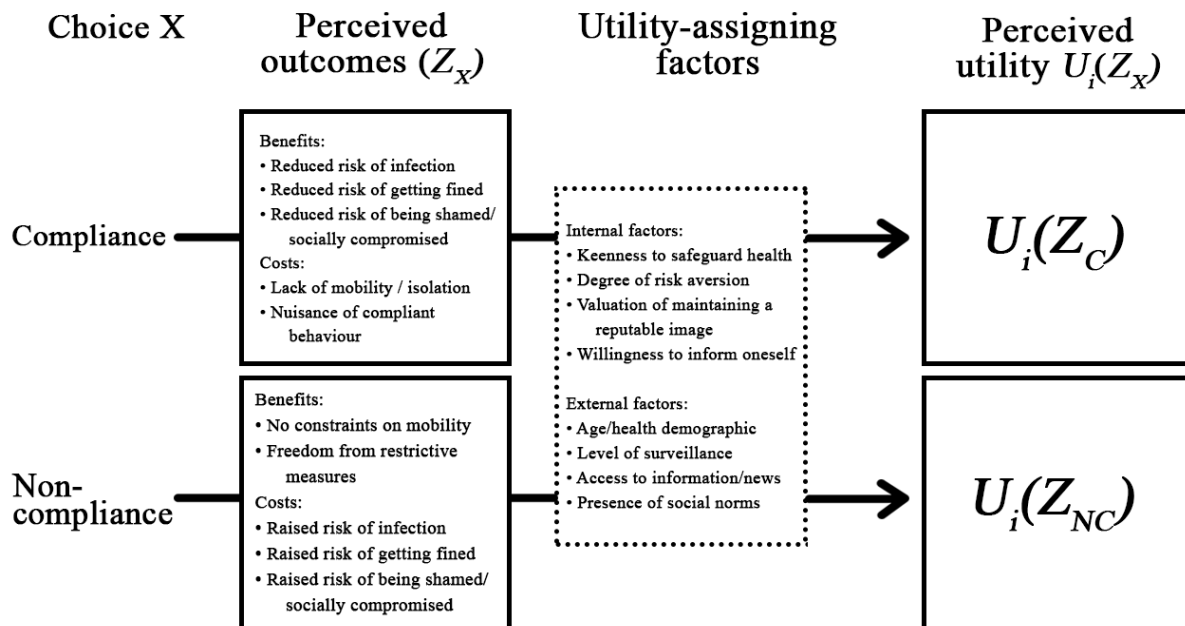 Choice X
Perceived
outcomes (Z_X)
Utility-assigning
factors
Perceived
utility U_i(Z_X)
Compliance
Benefits:
• Reduced risk of infection
• Reduced risk of getting fined
• Reduced risk of being shamed/
socially compromised
Costs:
• Lack of mobility / isolation
• Nuisance of compliant
behaviour
Internal factors:
• Keenness to safeguard health
• Degree of risk aversion
• Valuation of maintaining a
reputable image
• Willingness to inform oneself
U_i(Z_C)
Non-
compliance
Benefits:
• No constraints on mobility
• Freedom from restrictive
measures
Costs:
• Raised risk of infection
• Raised risk of getting fined
• Raised risk of being shamed/
socially compromised
External factors:
• Age/health demographic
• Level of surveillance
• Access to information/news
• Presence of social norms
U_i(Z_NC)